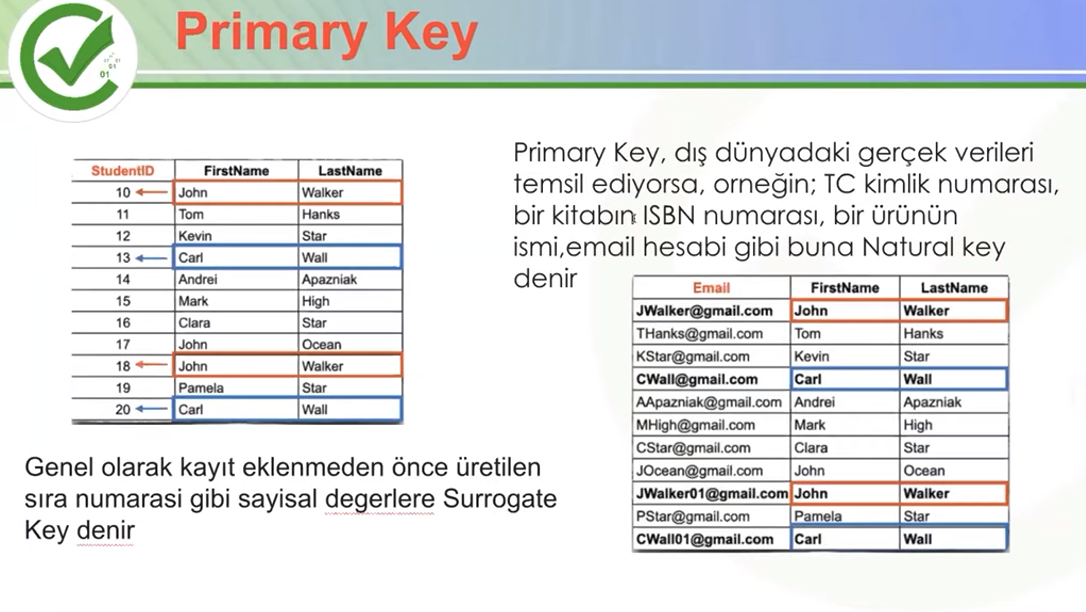 Primary Key
01
01
StudentID FirstName LastName
10 John Walker
11 Tom Hanks
12 Kevin Star
13 Carl Wall
14 Andrei Apazniak
15 Mark High
16 Clara Star
17 John Ocean
18 John Walker
19 Pamela Star
20 Carl Wall
Genel olarak kayıt eklenmeden önce üretilen
sıra numarasi gibi sayisal degerlere Surrogate
Key denir
Primary Key, dış dünyadaki gerçek verileri
temsil ediyorsa, orneğin; TC kimlik numarası,
bir kitabın ISBN numarası, bir ürünün
ismi,email hesabi gibi buna Natural key
denir
Email FirstName LastName
JWalker@gmail.com John Walker
THanks@gmail.com Tom Hanks
KStar@gmail.com Kevin Star
CWall@gmail.com Carl Wall
AApazniak@gmail.com Andrei Apazniak
MHigh@gmail.com Mark High
CStar@gmail.com Clara Star
JOcean@gmail.com John Ocean
JWalker01@gmail.com John Walker
PStar@gmail.com Pamela Star
CWall01@gmail.com Carl Wall